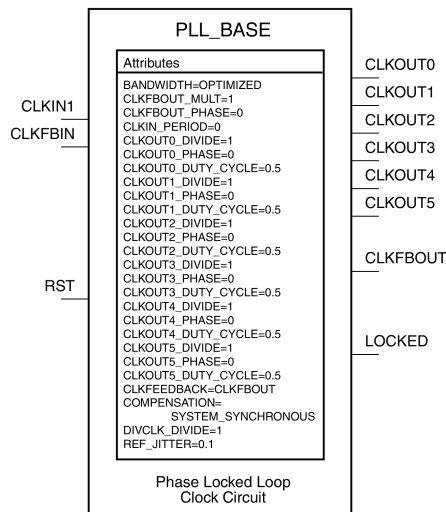 PLL_BASE
Attributes
BANDWIDTH=OPTIMIZED
CLKFBOUT_MULT=1
CLKFBOUT_PHASE=0
CLKIN_PERIOD=0
CLKOUT0_DIVIDE=1
CLKOUT0_PHASE=0
CLKOUT0_DUTY_CYCLE=0.5
CLKOUT1_DIVIDE=1
CLKOUT1_PHASE=0
CLKOUT1_DUTY_CYCLE=0.5
CLKOUT2_DIVIDE=1
CLKOUT2_PHASE=0
CLKOUT2_DUTY_CYCLE=0.5
CLKOUT3_DIVIDE=1
CLKOUT3_PHASE=0
CLKOUT3_DUTY_CYCLE=0.5
CLKOUT4_DIVIDE=1
CLKOUT4_PHASE=0
CLKOUT4_DUTY_CYCLE=0.5
CLKOUT5_DIVIDE=1
CLKOUT5_PHASE=0
CLKOUT5_DUTY_CYCLE=0.5
CLKFEEDBACK=CLKFBOUT
COMPENSATION=
SYSTEM_SYNCHRONOUS
DIVCLK_DIVIDE=1
REF_JITTER=0.1
CLKIN1
CLKFBIN
RST
CLKOUT0
CLKOUT1
CLKOUT2
CLKOUT3
CLKOUT4
CLKOUT5
CLKFBOUT
LOCKED
Phase Locked Loop
Clock Circuit